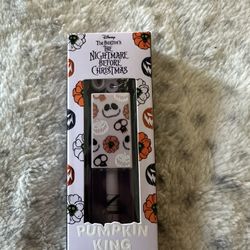 Disney
TIM BURTON'S
THE
NIGHTMARE
BEFORE
CHRISTMAS
PUMPKIN
KING